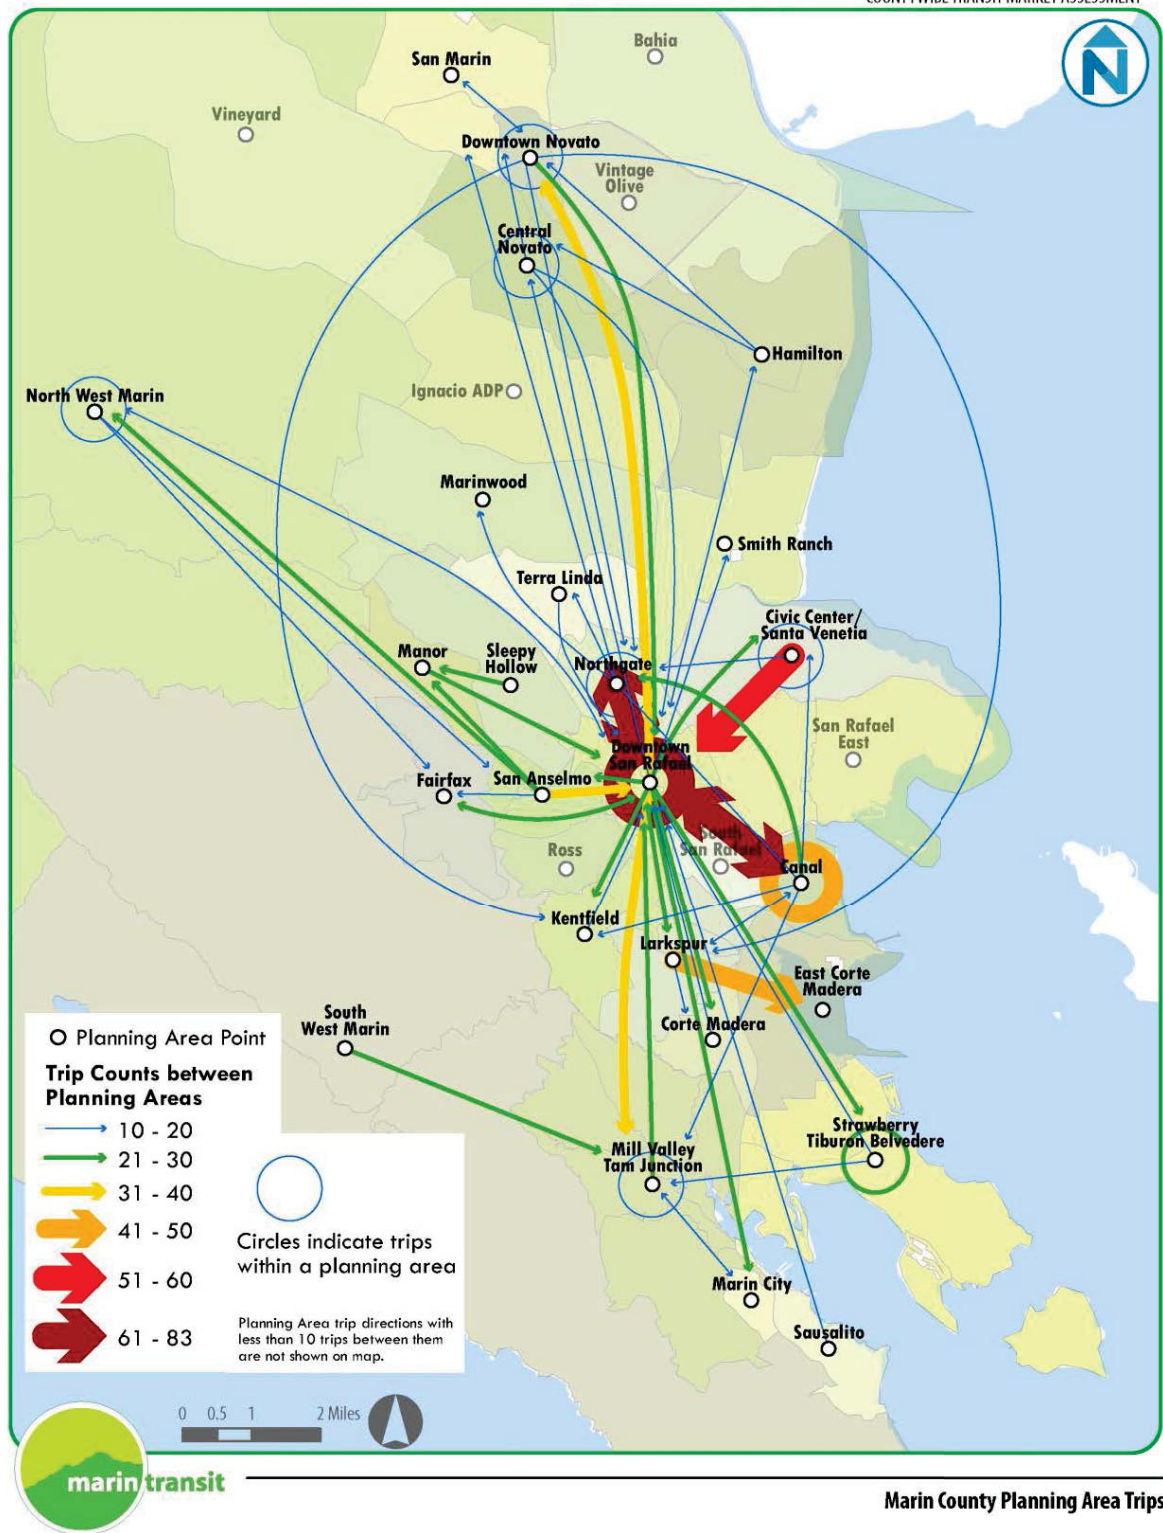 COUNTYWIDE TRANSIT MARKET ASSESSMENT
N
San Marin
Bahia
Vineyard
Downtown Novato
Vintage
Olive
Central
Novato
Hamilton
North West Marin
Ignacio ADP
Marinwood
Smith Ranch
Terra Linda
Civic Center/
Santa Venetia
Manor
Sleepy
Hollow
Northgate
San Rafael
East
Downtown
San Rafael
Fairfax
San Anselmo
Ross
South
San Rafael
Canal
Kentfield
Larkspur
East Corte
Madera
South
West Marin
Corte Madera
Strawberry
Tiburon Belvedere
Mill Valley
Tam Junction
Marin City
Sausalito
Planning Area Point
Trip Counts between
Planning Areas
10 - 20
21 - 30
31 - 40
41 - 50
51 - 60
61 - 83
Circles indicate trips
within a planning area
Planning Area trip directions with
less than 10 trips between them
are not shown on map.
0 0.5 1 2 Miles
marin transit
Marin County Planning Area Trips